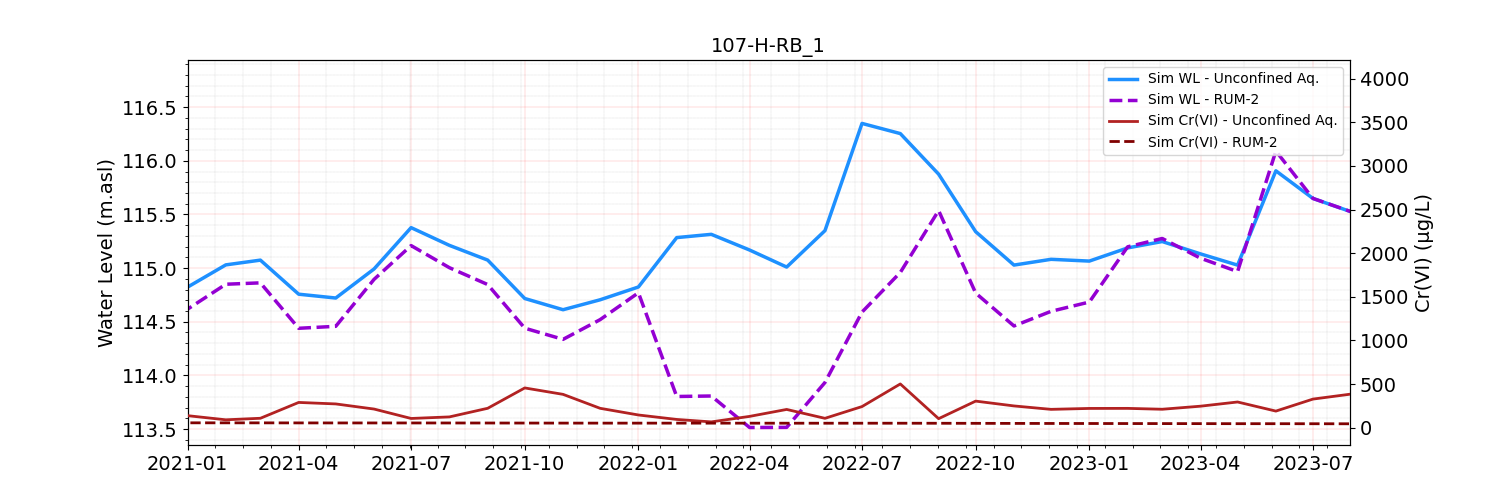 107-H-RB_1
Water Level (m.asl)
116.5
116.0
115.5
115.0
114.5
114.0
113.5
Sim WL - Unconfined Aq.
Sim WL - RUM-2
Sim Cr(VI) - Unconfined Aq.
Sim Cr(VI) - RUM-2
4000
3500
3000
2500
2000
1500
1000
500
0
Cr(VI) (μg/L)
2021-01 2021-04 2021-07 2021-10 2022-01 2022-04 2022-07 2022-10 2023-01 2023-04 2023-07